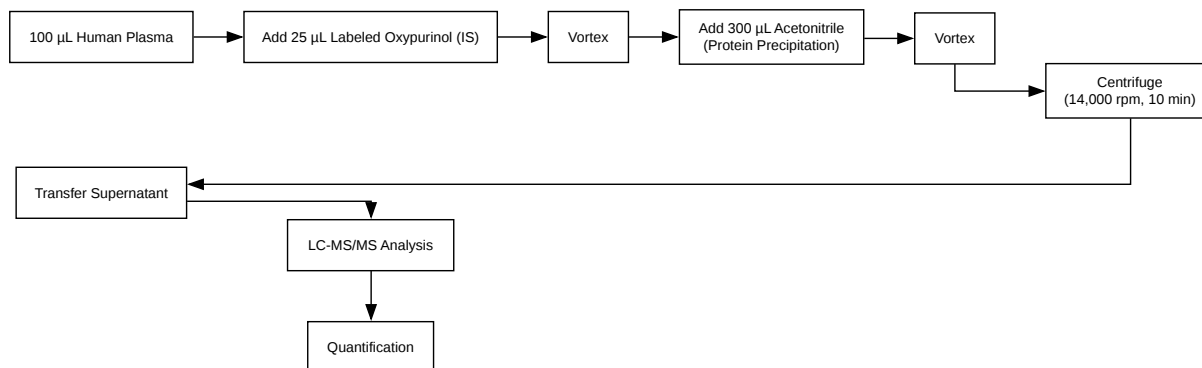 100 µL Human Plasma
Add 25 µL Labeled Oxypurinol (IS)
Vortex
Add 300 µL Acetonitrile
(Protein Precipitation)
Vortex
Centrifuge
(14,000 rpm, 10 min)
Transfer Supernatant
LC-MS/MS Analysis
Quantification